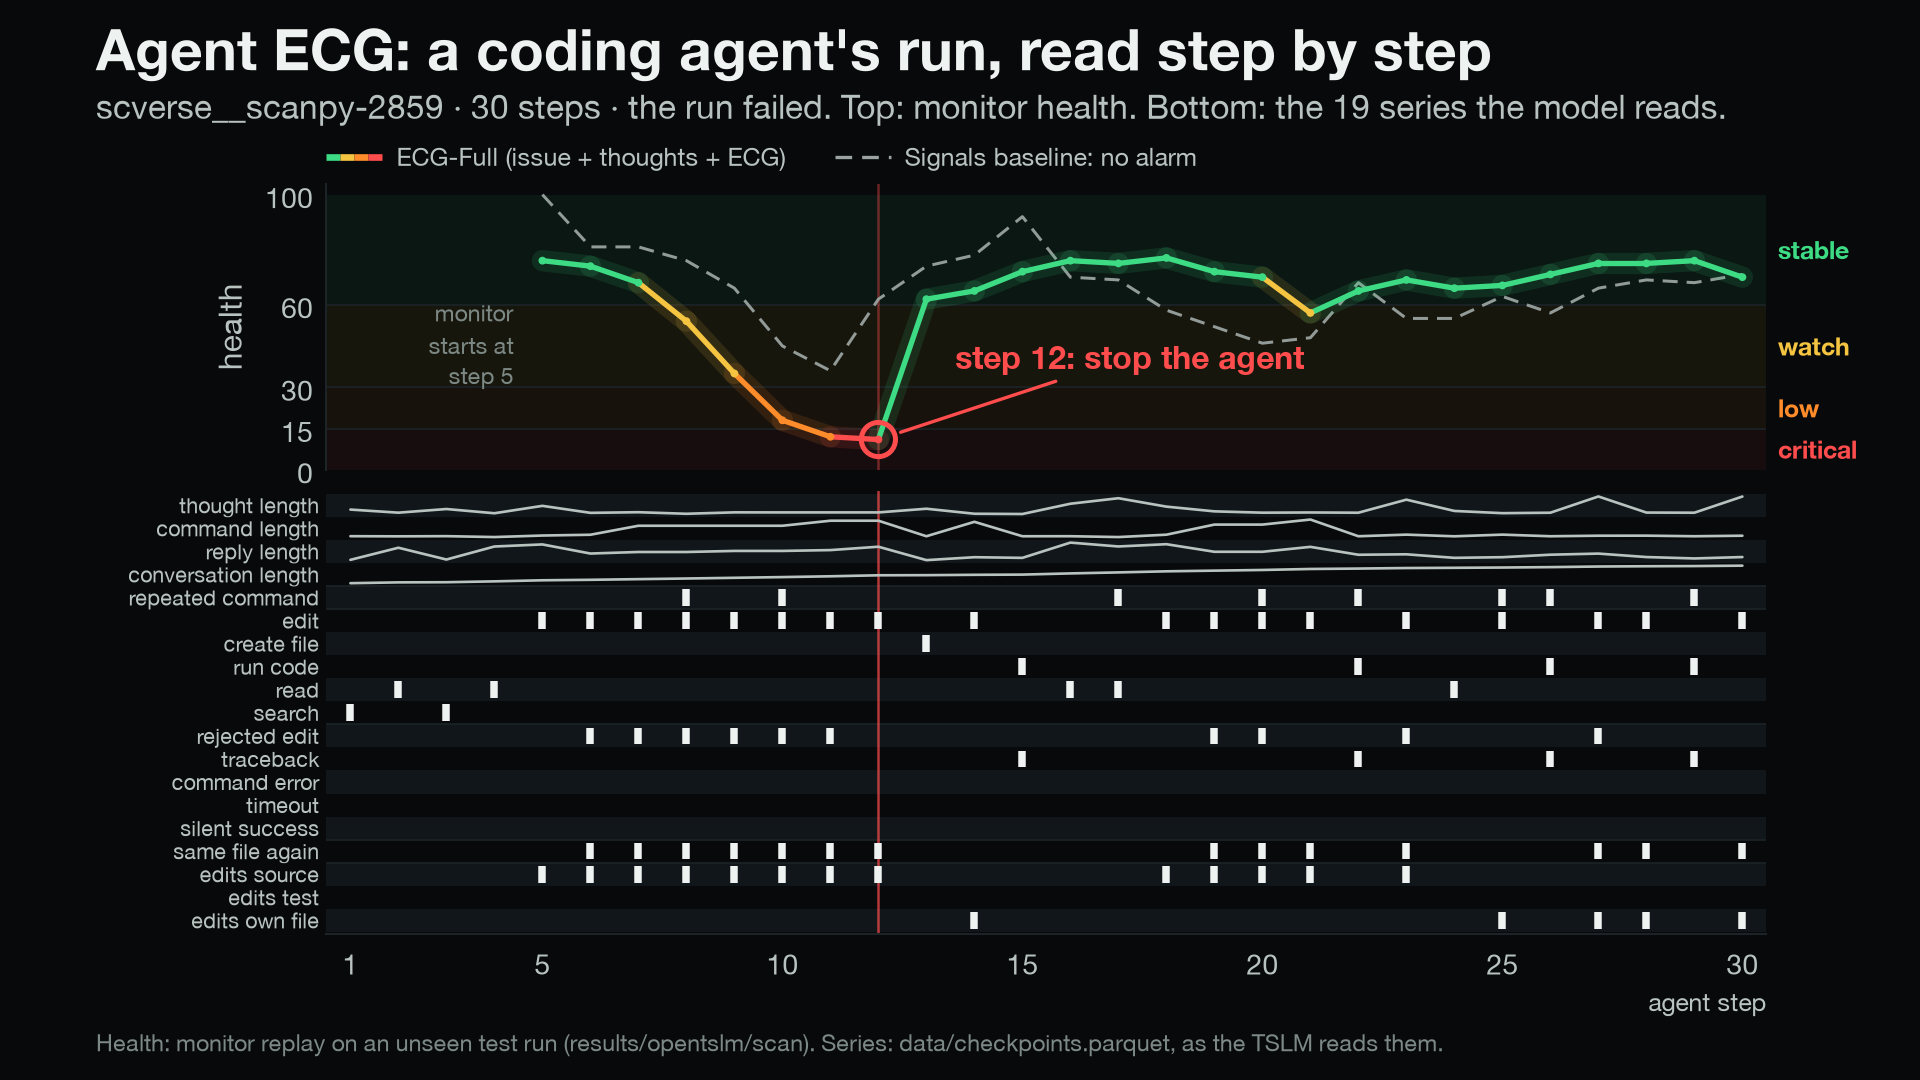 Agent ECG: a coding agent's run, read step by step
scverse__scanpy-2859 · 30 steps · the run failed. Top: monitor health. Bottom: the 19 series the model reads.
ECG-Full (issue + thoughts + ECG)
Signals baseline: no alarm
100
60
30
15
0
health
monitor
starts at
step 5
step 12: stop the agent
stable
watch
low
critical
thought length
command length
reply length
conversation length
repeated command
edit
create file
run code
read
search
rejected edit
traceback
command error
timeout
silent success
same file again
edits source
edits test
edits own file
1 5 10 15 20 25 30
agent step
Health: monitor replay on an unseen test run (results/opentslm/scan). Series: data/checkpoints.parquet, as the TSLM reads them.